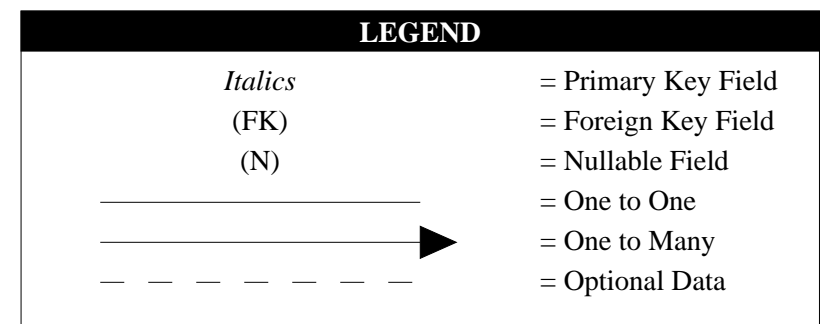 LEGEND
Italics = Primary Key Field
(FK) = Foreign Key Field
(N) = Nullable Field
= One to One
= One to Many
= Optional Data